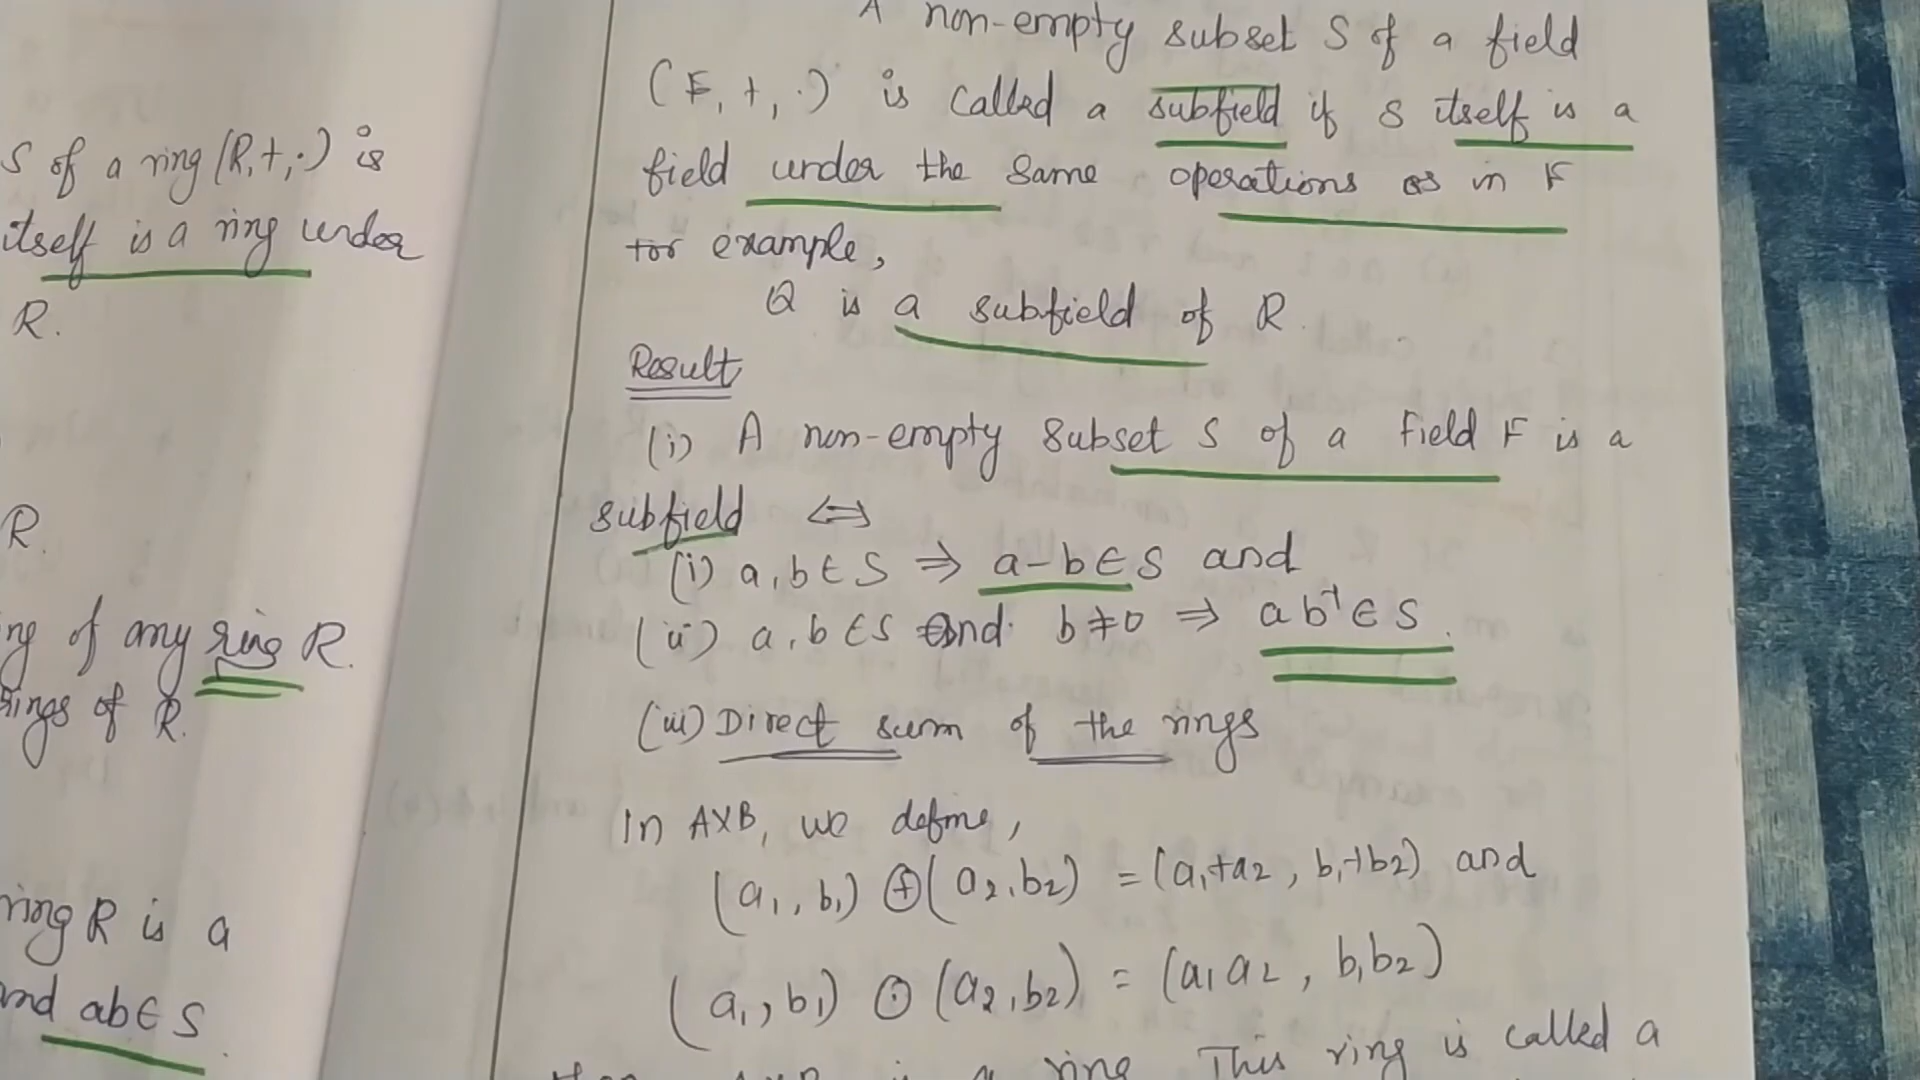 S of a ring (R,+,·) is
itself is a ring under
R.
R.
ng of any ring R.
rings of R.
ring R is a
and ab∈S
A non-empty subset S of a field
(F,+,·) is called a subfield if S itself is a
field under the same operations as in F
for example,
Q is a subfield of R.
Result
(i) A non-empty subset S of a field F is a
subfield ⇔
(i) a,b∈S ⇒ a-b∈S and
(ii) a,b∈S and b≠0 ⇒ ab⁻¹∈S.
(iii) Direct sum of the rings
In A×B, we define,
(a₁,b₁) ⊕ (a₂,b₂) = (a₁+a₂, b₁+b₂) and
(a₁,b₁) ⊙ (a₂,b₂) = (a₁a₂, b₁b₂)
ring. This ring is called a